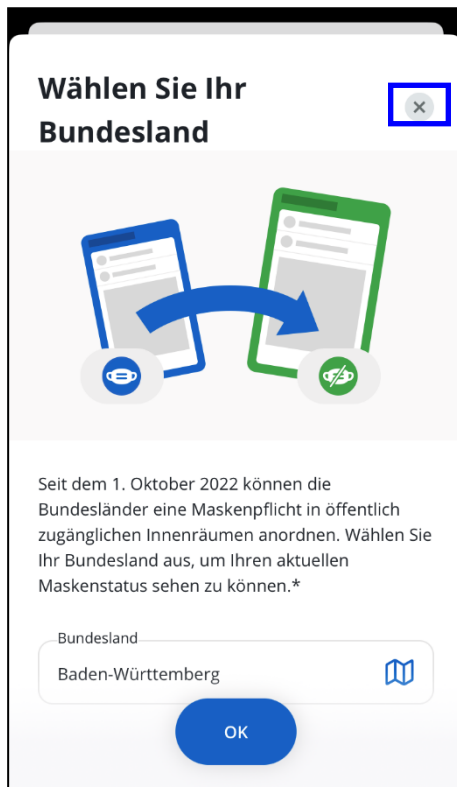 Wählen Sie Ihr
Bundesland
Seit dem 1. Oktober 2022 können die
Bundesländer eine Maskenpflicht in öffentlich
zugänglichen Innenräumen anordnen. Wählen Sie
Ihr Bundesland aus, um Ihren aktuellen
Maskenstatus sehen zu können.*
Bundesland
Baden-Württemberg
OK